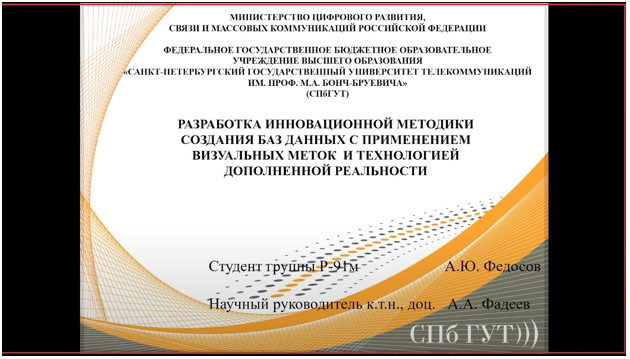 МИНИСТЕРСТВО ЦИФРОВОГО РАЗВИТИЯ,
СВЯЗИ И МАССОВЫХ КОММУНИКАЦИЙ РОССИЙСКОЙ ФЕДЕРАЦИИ
ФЕДЕРАЛЬНОЕ ГОСУДАРСТВЕННОЕ БЮДЖЕТНОЕ ОБРАЗОВАТЕЛЬНОЕ
УЧРЕЖДЕНИЕ ВЫСШЕГО ОБРАЗОВАНИЯ
«САНКТ-ПЕТЕРБУРГСКИЙ ГОСУДАРСТВЕННЫЙ УНИВЕРСИТЕТ ТЕЛЕКОММУНИКАЦИЙ
ИМ. ПРОФ. М.А. БОНЧ-БРУЕВИЧА»
(СПбГУТ)
РАЗРАБОТКА ИННОВАЦИОННОЙ МЕТОДИКИ
СОЗДАНИЯ БАЗ ДАННЫХ С ПРИМЕНЕНИЕМ
ВИЗУАЛЬНЫХ МЕТОК И ТЕХНОЛОГИЕЙ
ДОПОЛНЕННОЙ РЕАЛЬНОСТИ
Студент группы Р-91м А.Ю. Федосов
Научный руководитель к.т.н., доц. А.А. Фадеев
СПб ГУТ)))